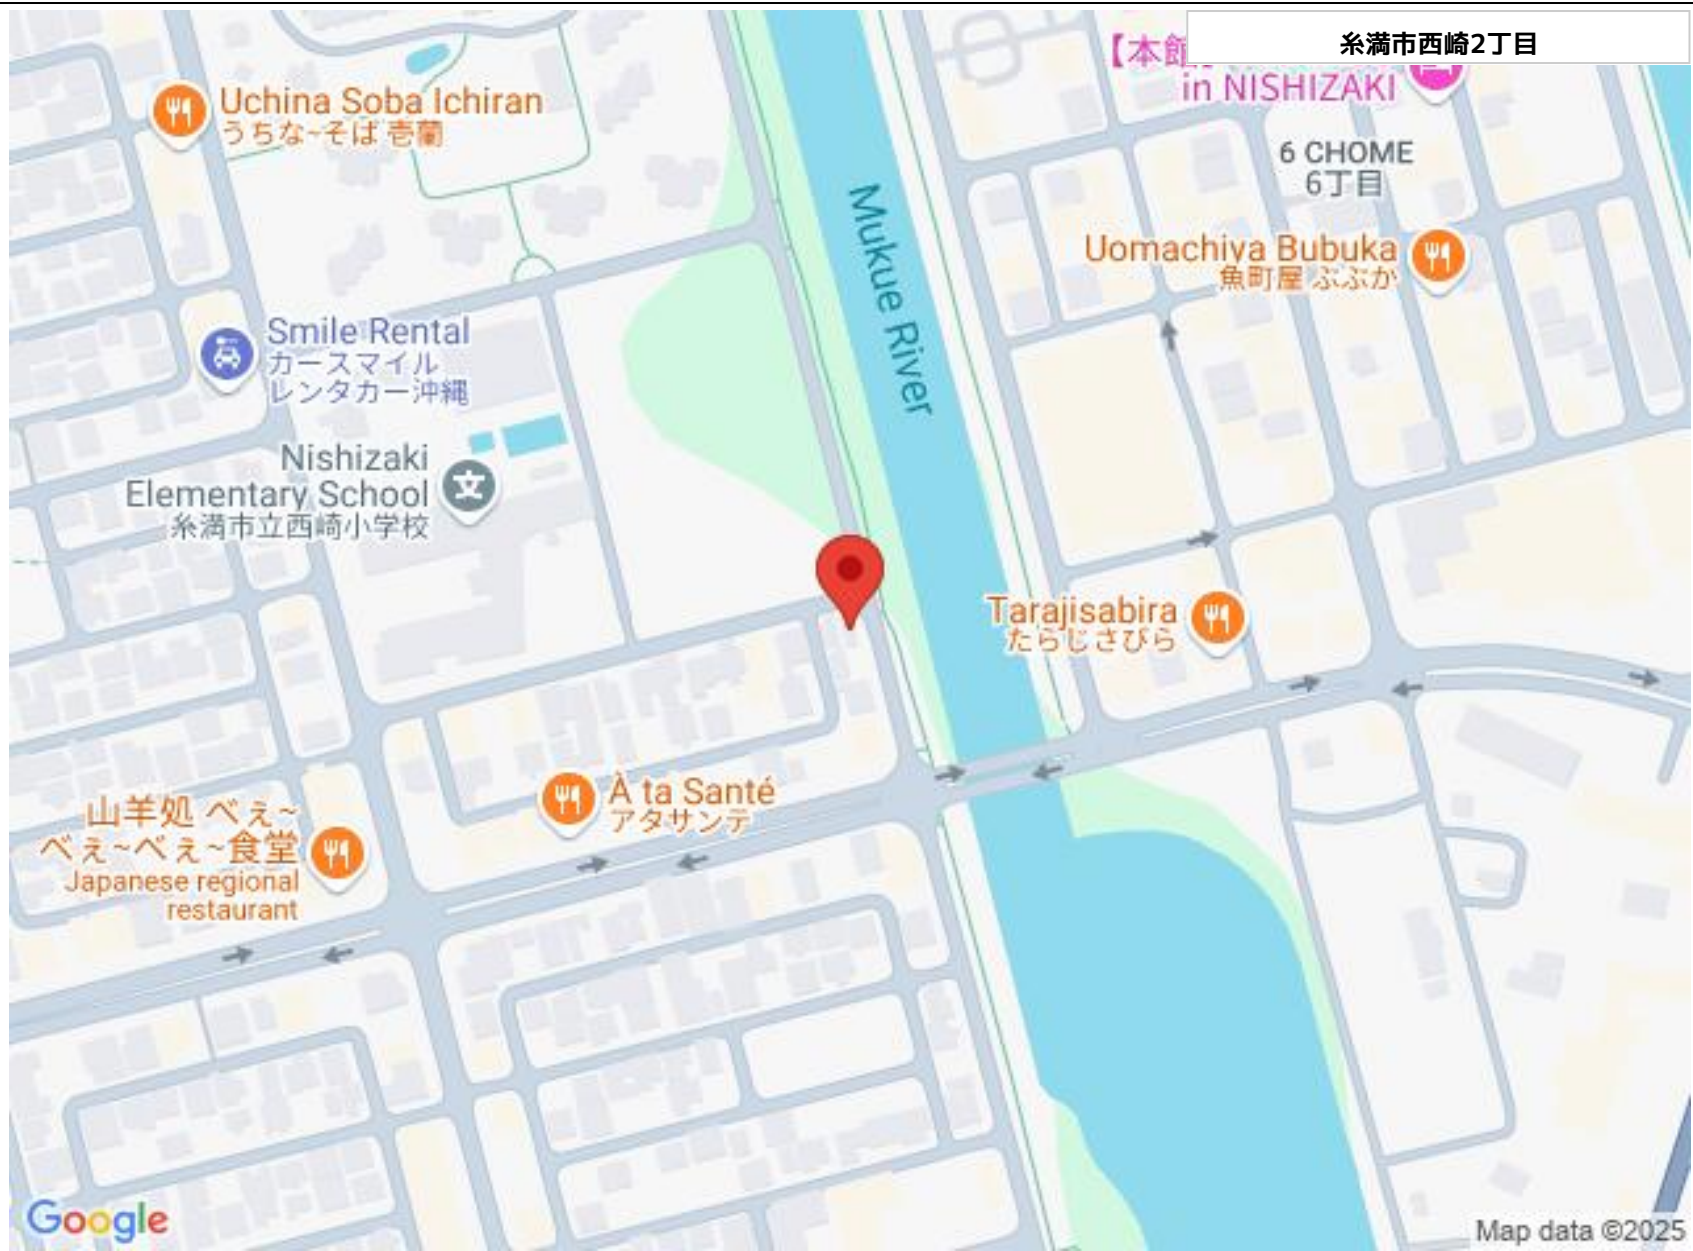 糸満市西崎2丁目
【本館
in NISHIZAKI
Uchina Soba Ichiran
うちな~そば 壱蘭
6 CHOME
6丁目
Mukue River
Uomachiya Bubuka
魚町屋 ぶぶか
Smile Rental
カースマイル
レンタカー沖縄
Nishizaki
Elementary School
糸満市立西崎小学校
Tarajisabira
たらじさびら
À ta Santé
アタサンテ
山羊処 べぇ~
べぇ~べぇ~食堂
Japanese regional
restaurant
Google
Map data ©2025